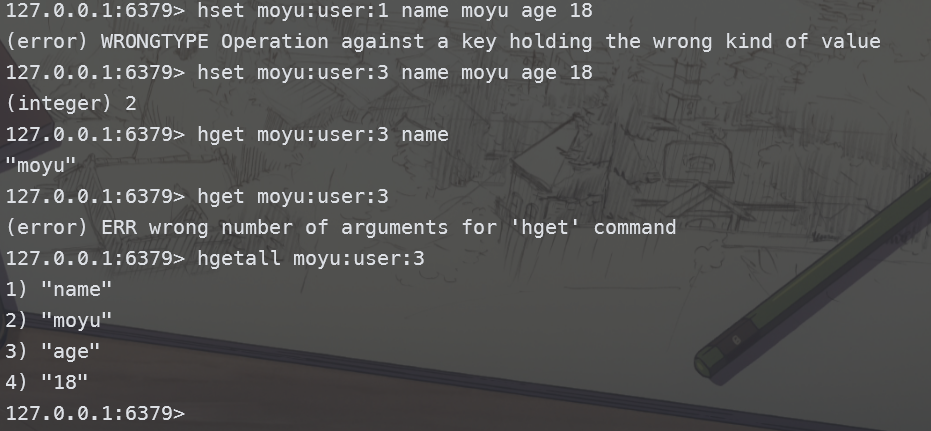 127.0.0.1:6379> hset moyu:user:1 name moyu age 18
(error) WRONGTYPE Operation against a key holding the wrong kind of value
127.0.0.1:6379> hset moyu:user:3 name moyu age 18
(integer) 2
127.0.0.1:6379> hget moyu:user:3 name
"moyu"
127.0.0.1:6379> hget moyu:user:3
(error) ERR wrong number of arguments for 'hget' command
127.0.0.1:6379> hgetall moyu:user:3
1) "name"
2) "moyu"
3) "age"
4) "18"
127.0.0.1:6379>